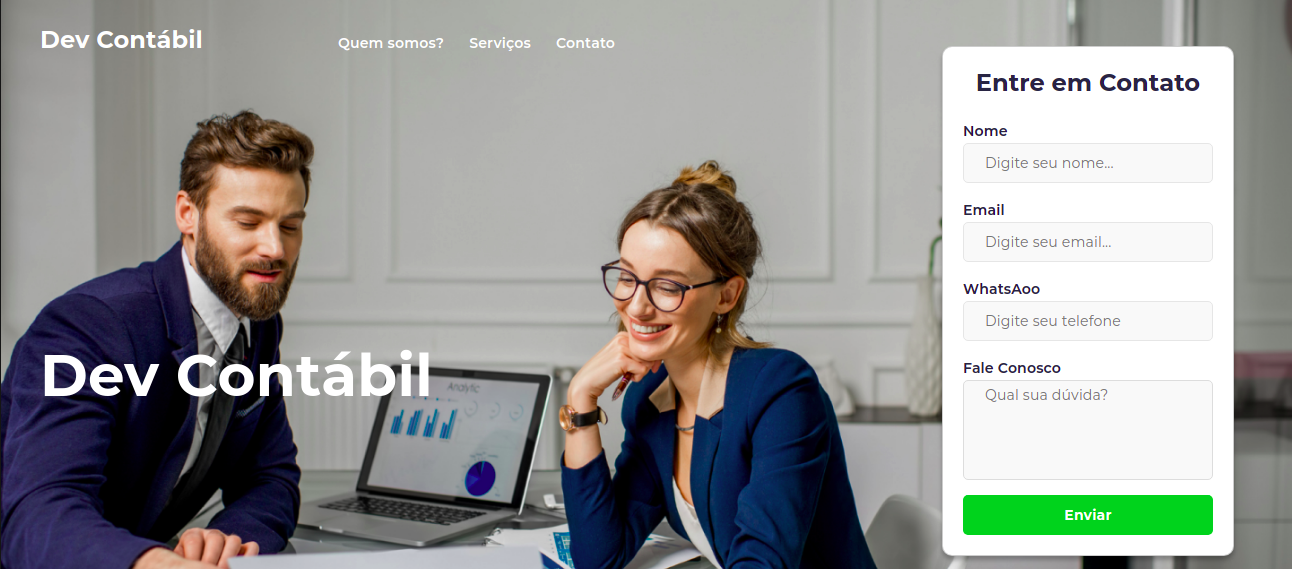 Dev Contábil
Quem somos? Serviços Contato
Entre em Contato
Nome
Digite seu nome...
Email
Digite seu email...
WhatsAoo
Digite seu telefone
Fale Conosco
Qual sua dúvida?
Enviar
Dev Contábil
Analytic